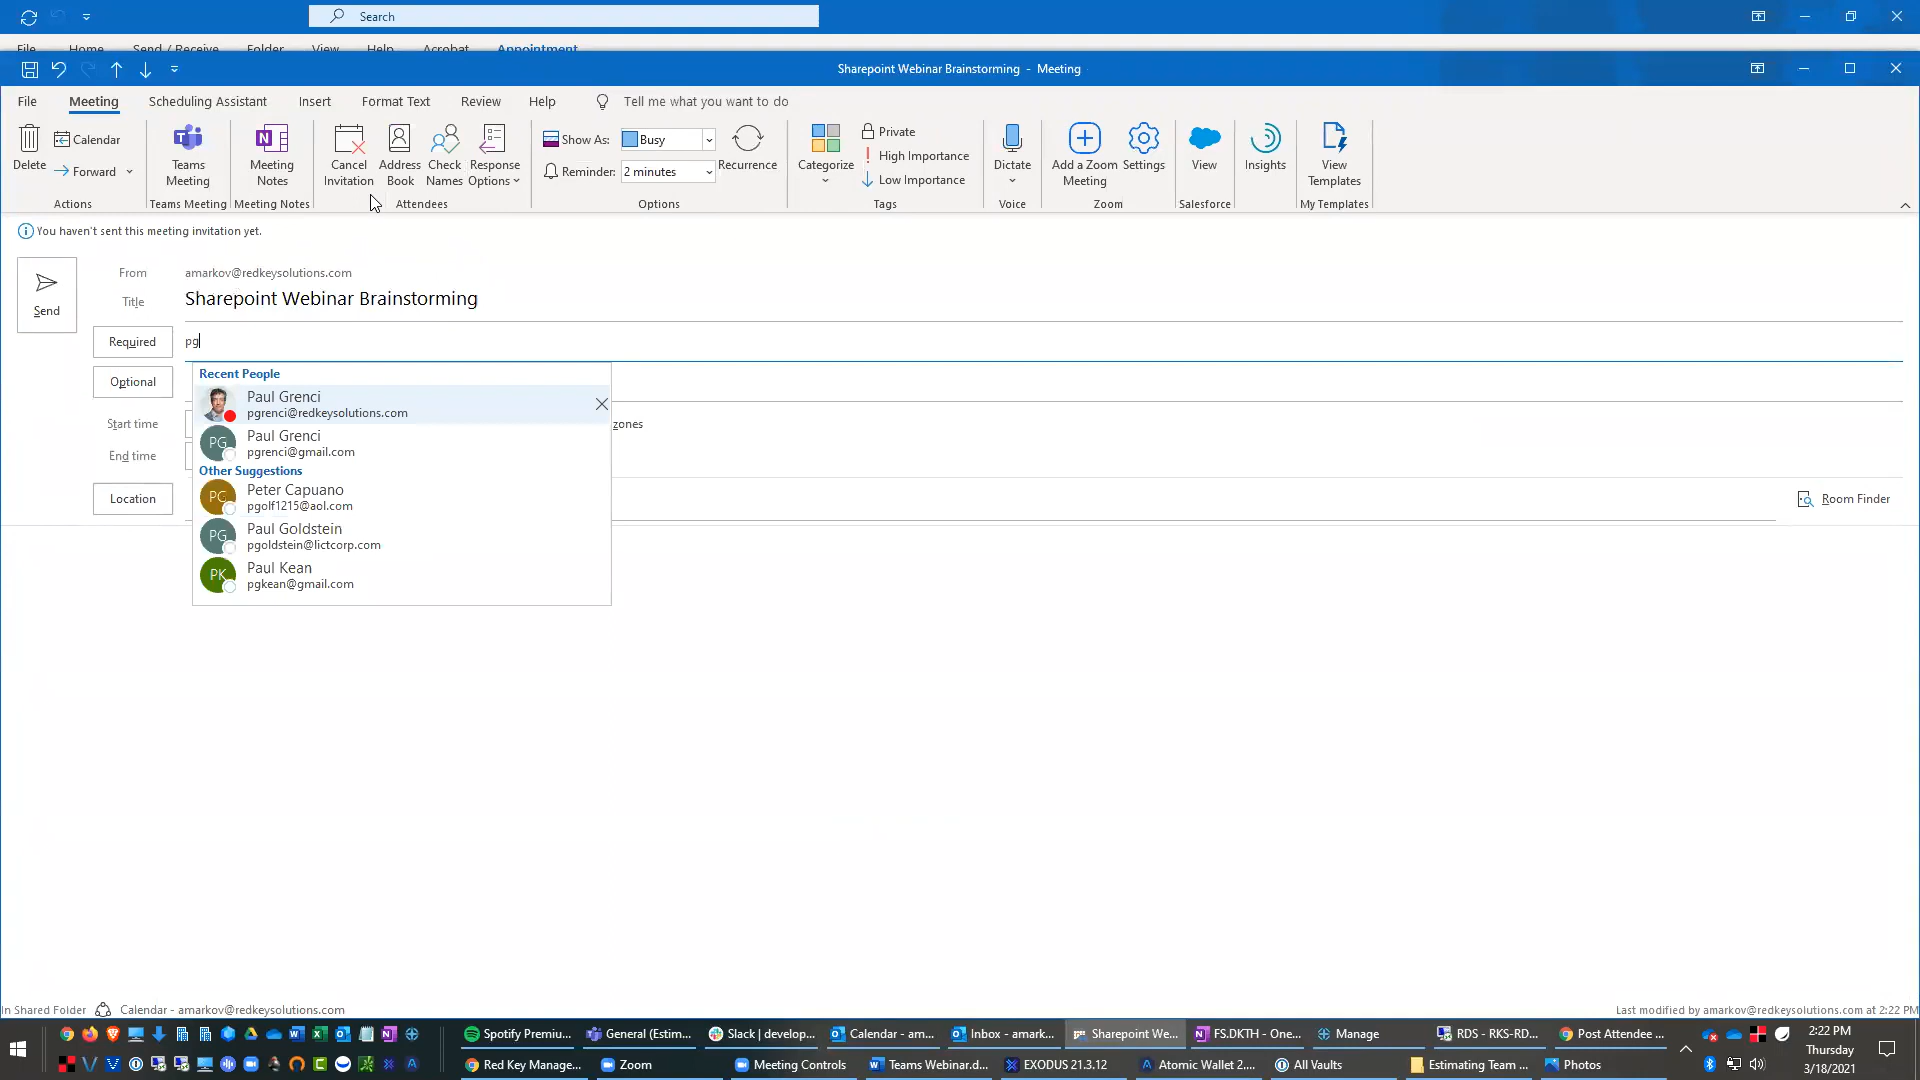 Search
File Home Send / Receive Folder View Help Acrobat Appointment
Sharepoint Webinar Brainstorming - Meeting
File Meeting Scheduling Assistant Insert Format Text Review Help Tell me what you want to do
Delete
Calendar
Forward
Actions
Teams
Meeting
Teams Meeting
Meeting
Notes
Meeting Notes
Cancel
Invitation
Address
Book
Check
Names
Response
Options
Attendees
Show As: Busy
Reminder: 2 minutes
Recurrence
Options
Categorize
Private
High Importance
Low Importance
Tags
Dictate
Voice
Add a Zoom
Meeting
Settings
Zoom
View
Salesforce
Insights
View
Templates
My Templates
You haven't sent this meeting invitation yet.
Send
From amarkov@redkeysolutions.com
Title Sharepoint Webinar Brainstorming
Required pg
Optional
Start time zones
End time
Location
Room Finder
Recent People
Paul Grenci
pgrenci@redkeysolutions.com
PG Paul Grenci
pgrenci@gmail.com
Other Suggestions
PG Peter Capuano
pgolf1215@aol.com
PG Paul Goldstein
pgoldstein@lictcorp.com
PK Paul Kean
pgkean@gmail.com
In Shared Folder Calendar - amarkov@redkeysolutions.com Last modified by amarkov@redkeysolutions.com at 2:22 PM
Spotify Premiu... General (Estim... Slack | develop... Calendar - am... Inbox - amark... Sharepoint We... FS.DKTH - One... Manage RDS - RKS-RD... Post Attendee ...
Red Key Manage... Zoom Meeting Controls Teams Webinar.d... EXODUS 21.3.12 Atomic Wallet 2.... All Vaults Estimating Team ... Photos
2:22 PM
Thursday
3/18/2021